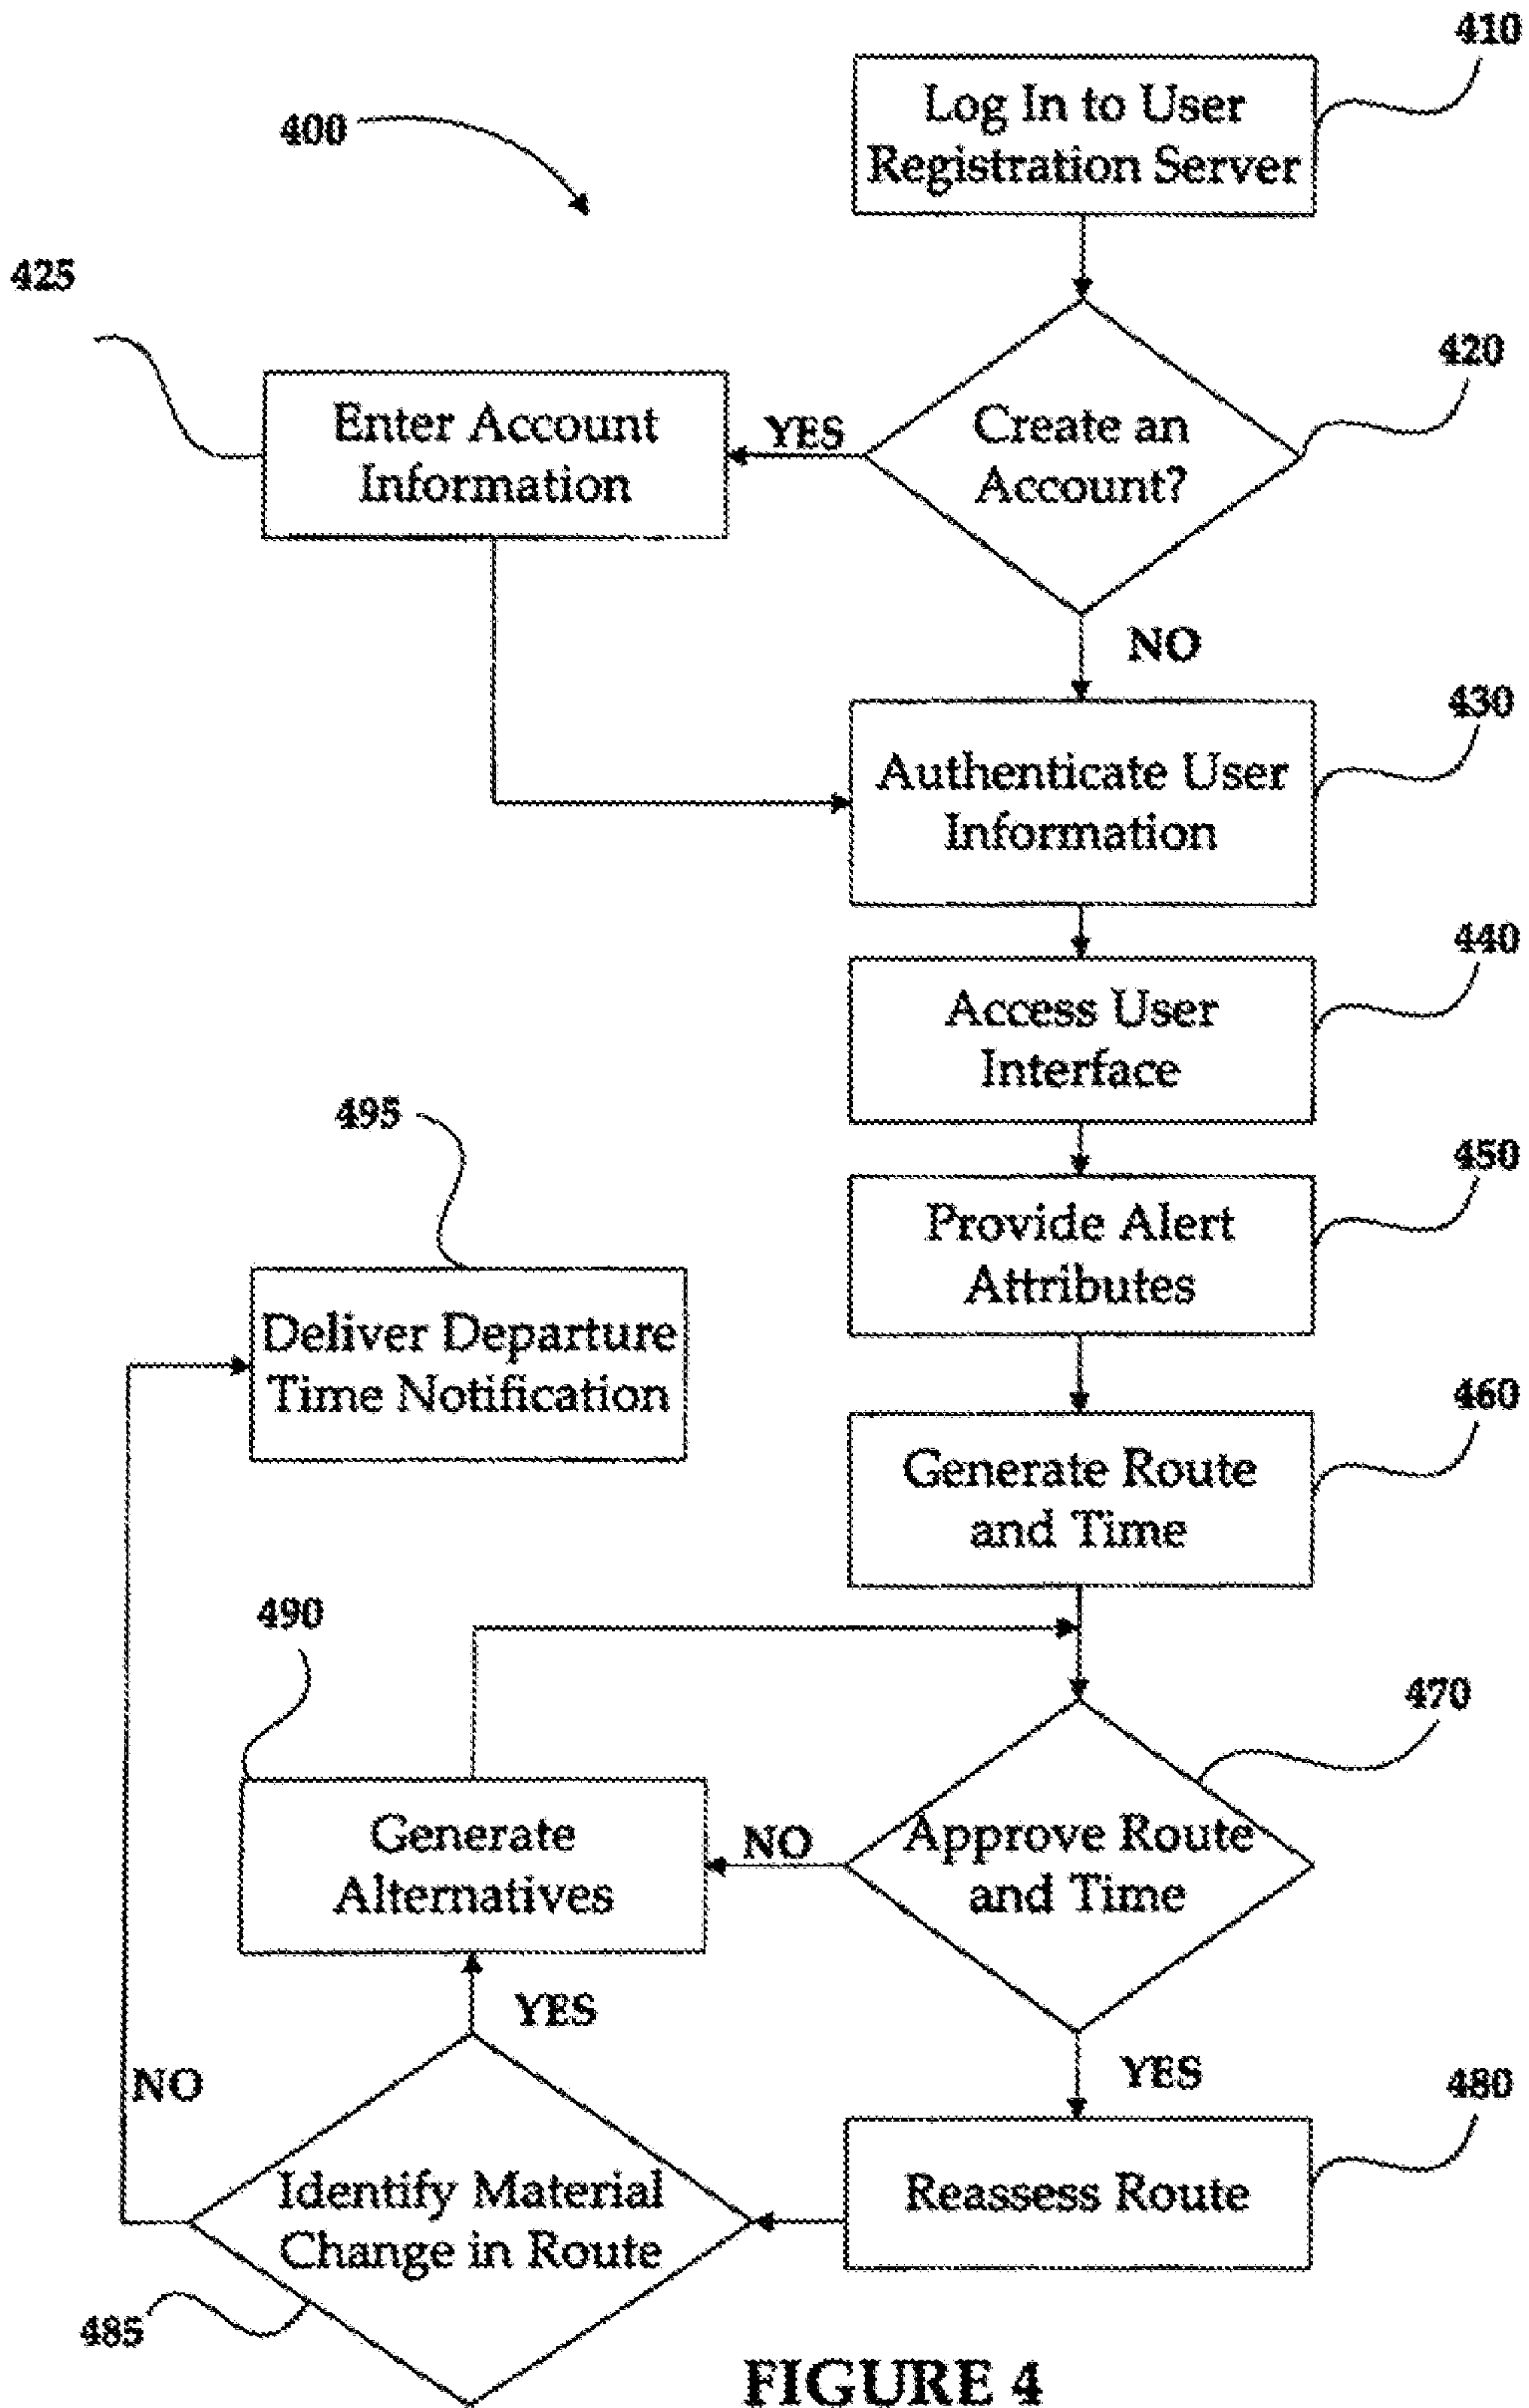 410
Log In to User
Registration Server
400
425
420
Enter Account
Information
YES
Create an
Account?
NO
430
Authenticate User
Information
440
Access User
Interface
495
450
Provide Alert
Attributes
Deliver Departure
Time Notification
460
Generate Route
and Time
490
470
Generate
Alternatives
NO
Approve Route
and Time
YES
YES
NO
480
Identify Material
Change in Route
Reassess Route
485
FIGURE 4